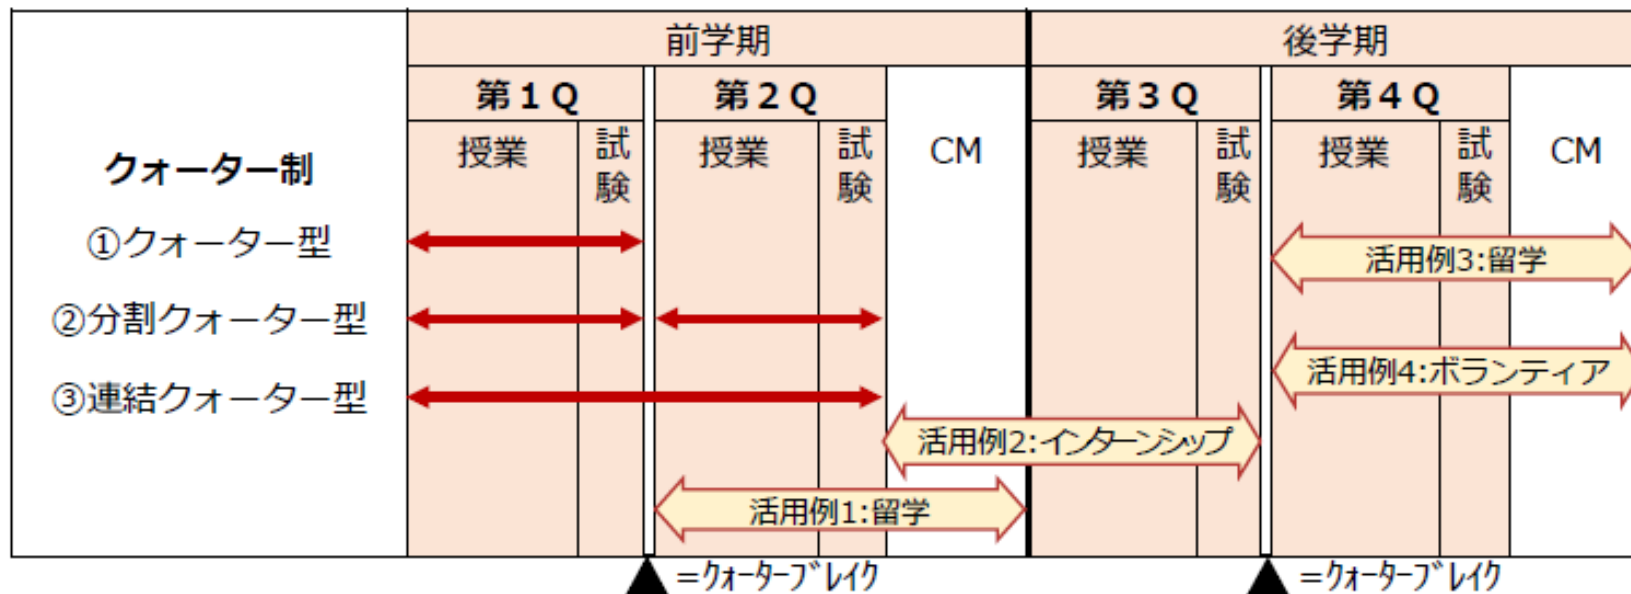 前学期
後学期
第１Q
第２Q
第３Q
第４Q
授業
試験
授業
試験
CM
授業
試験
授業
試験
CM
クォーター制
①クォーター型
②分割クォーター型
③連結クォーター型
活用例3:留学
活用例4:ボランティア
活用例2:インターンシップ
活用例1:留学
▲=ｸｫｰﾀｰﾌﾞﾚｲｸ
▲=ｸｫｰﾀｰﾌﾞﾚｲｸ